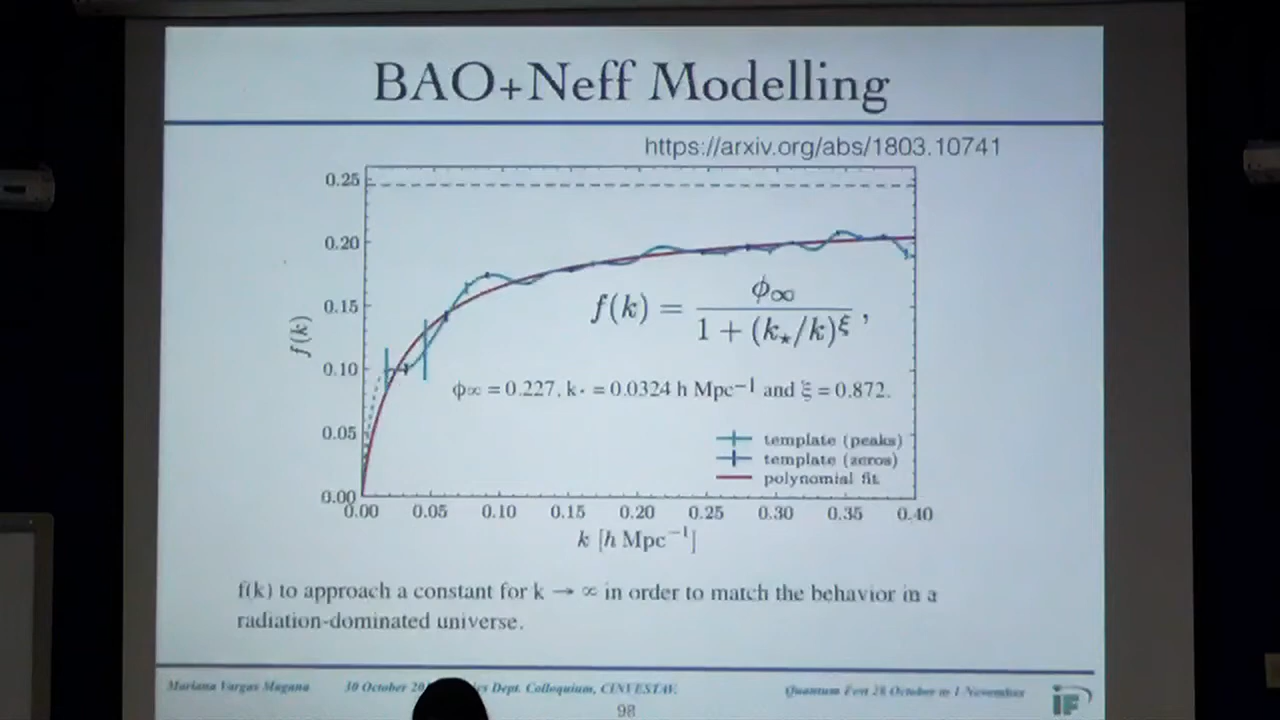 BAO+Neff Modelling
https://arxiv.org/abs/1803.10741
0.25
0.20
0.15
0.10
0.05
0.00
f(k)
f(k) = ϕ∞ / 1 + (k⋆/k)^ξ ,
ϕ∞ = 0.227, k⋆ = 0.0324 h Mpc−1 and ξ = 0.872.
template (peaks)
template (zeros)
polynomial fit
0.00 0.05 0.10 0.15 0.20 0.25 0.30 0.35 0.40
k [h Mpc−1]
f(k) to approach a constant for k → ∞ in order to match the behavior in a
radiation-dominated universe.
Mariana Vargas Magana 30 October Dept. Colloquium, CINVESTAV. Quantum Fest 28 October to 1 November
98
IF